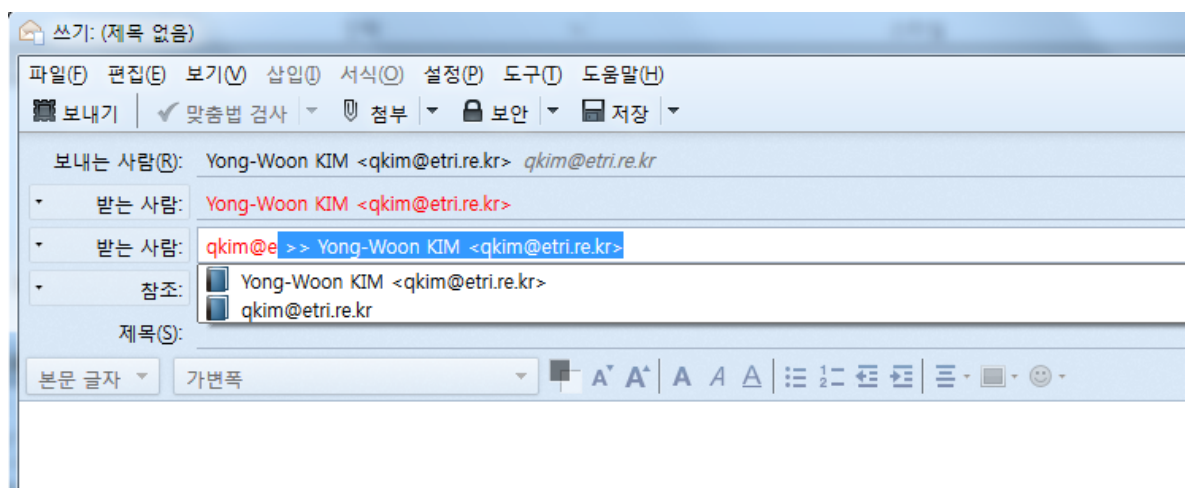 쓰기: (제목 없음)
파일(F) 편집(E) 보기(V) 삽입(I) 서식(O) 설정(P) 도구(T) 도움말(H)
보내기 맞춤법 검사 첨부 보안 저장
보내는 사람(R): Yong-Woon KIM <qkim@etri.re.kr> qkim@etri.re.kr
받는 사람: Yong-Woon KIM <qkim@etri.re.kr>
받는 사람: qkim@e >> Yong-Woon KIM <qkim@etri.re.kr>
Yong-Woon KIM <qkim@etri.re.kr>
참조:
qkim@etri.re.kr
제목(S):
본문 글자 가변폭